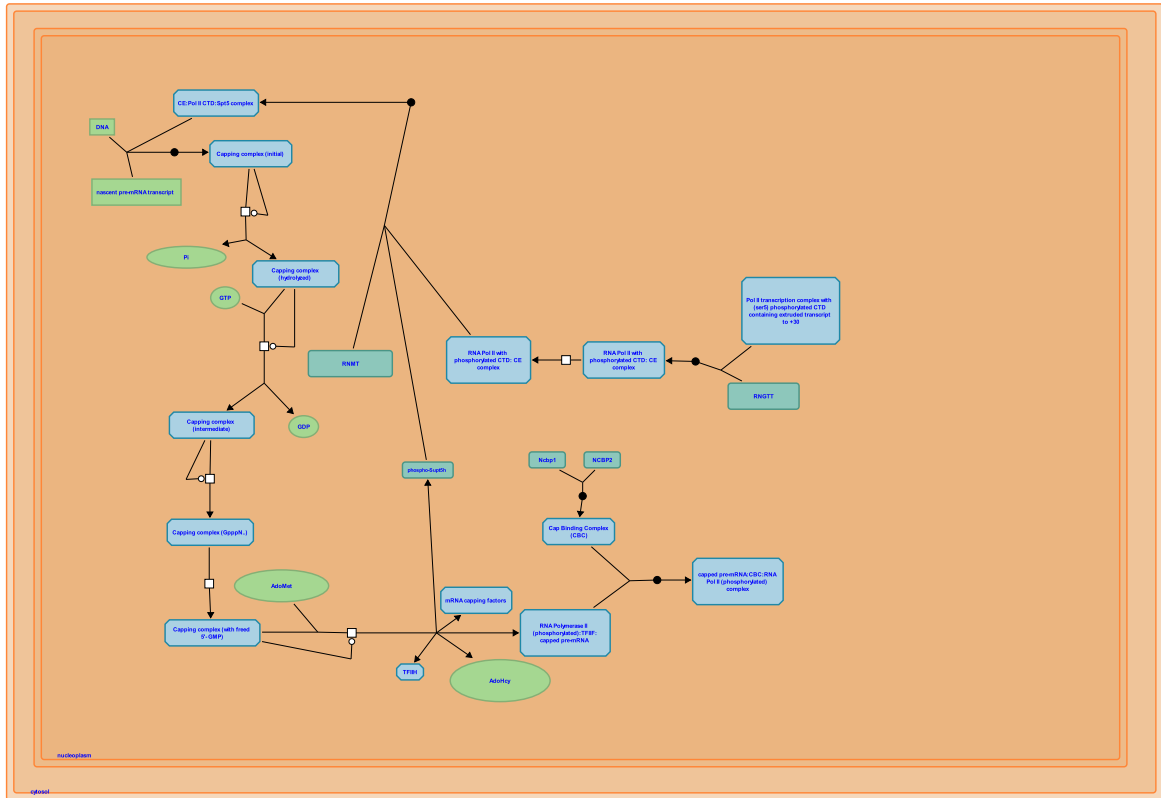 CE:Pol II CTD:Spt5 complex
DNA
Capping complex (initial)
nascent pre-mRNA transcript
Pi
Capping complex
(hydrolyzed)
GTP
Pol II transcription complex with
(ser5) phosphorylated CTD
containing extruded transcript
to +30
RNMT
RNA Pol II with
phosphorylated CTD: CE
complex
RNA Pol II with
phosphorylated CTD: CE
complex
RNGTT
Capping complex
(intermediate)
GDP
phospho-Supt5h
Ncbp1
NCBP2
Capping complex (GpppN..)
Cap Binding Complex
(CBC)
AdoMet
mRNA capping factors
capped pre-mRNA:CBC:RNA
Pol II (phosphorylated)
complex
Capping complex (with freed
5'- GMP)
RNA Polymerase II
(phosphorylated):TFIIF:
capped pre-mRNA
TFIIH
AdoHcy
nucleoplasm
cytosol